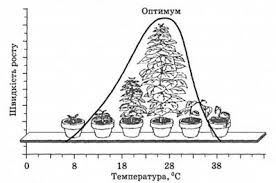 Оптимум
Швидкість росту
0 8 18 28 38
Температура, °C